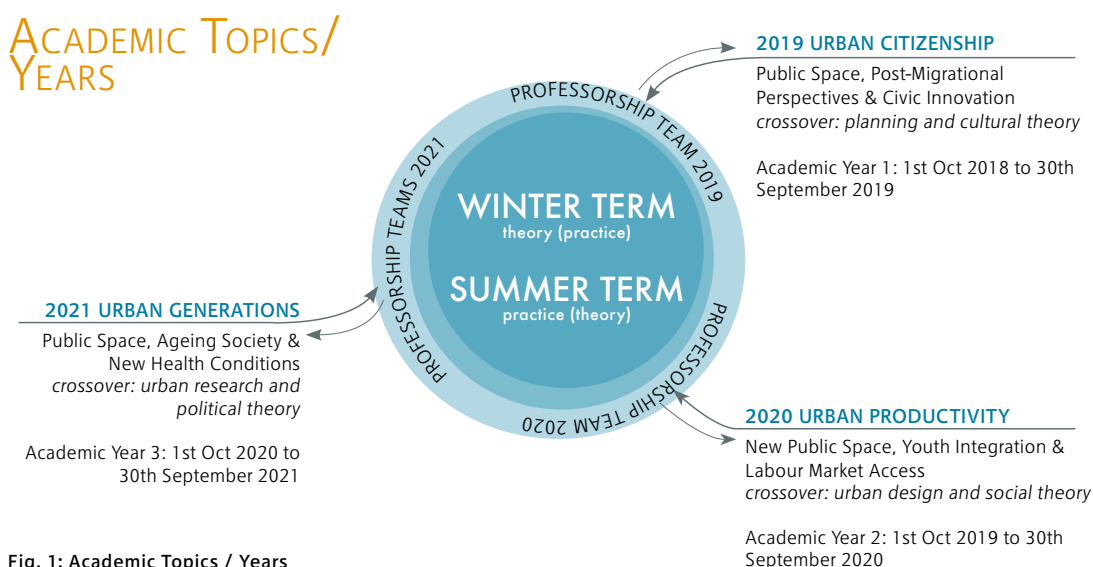 ACADEMIC TOPICS/
YEARS
PROFESSORSHIP TEAM 2019
PROFESSORSHIP TEAM 2020
PROFESSORSHIP TEAMS 2021
WINTER TERM
theory (practice)
SUMMER TERM
practice (theory)
2019 URBAN CITIZENSHIP
Public Space, Post-Migrational
Perspectives & Civic Innovation
crossover: planning and cultural theory
Academic Year 1: 1st Oct 2018 to 30th
September 2019
2021 URBAN GENERATIONS
Public Space, Ageing Society &
New Health Conditions
crossover: urban research and
political theory
Academic Year 3: 1st Oct 2020 to
30th September 2021
2020 URBAN PRODUCTIVITY
New Public Space, Youth Integration &
Labour Market Access
crossover: urban design and social theory
Academic Year 2: 1st Oct 2019 to 30th
September 2020
Fig. 1: Academic Topics / Years